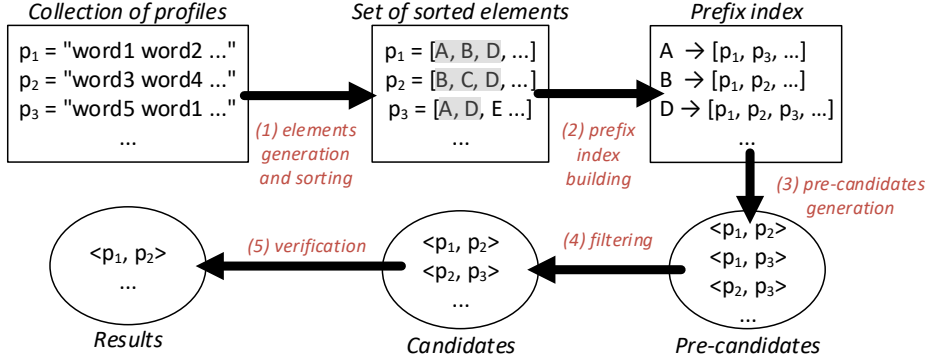 Collection of profiles
p₁ = "word1 word2 ..."
p₂ = "word3 word4 ..."
p₃ = "word5 word1 ..."
...
(1) elements
generation
and sorting
Set of sorted elements
p₁ = [A, B, D, ...]
p₂ = [B, C, D, ...]
p₃ = [A, D, E ...]
...
(2) prefix
index
building
Prefix index
A → [p₁, p₃, ...]
B → [p₁, p₂, ...]
D → [p₁, p₂, p₃, ...]
...
(3) pre-candidates
generation
<p₁, p₂>
<p₁, p₃>
<p₂, p₃>
...
Pre-candidates
(4) filtering
<p₁, p₂>
<p₂, p₃>
...
Candidates
(5) verification
<p₁, p₂>
...
Results